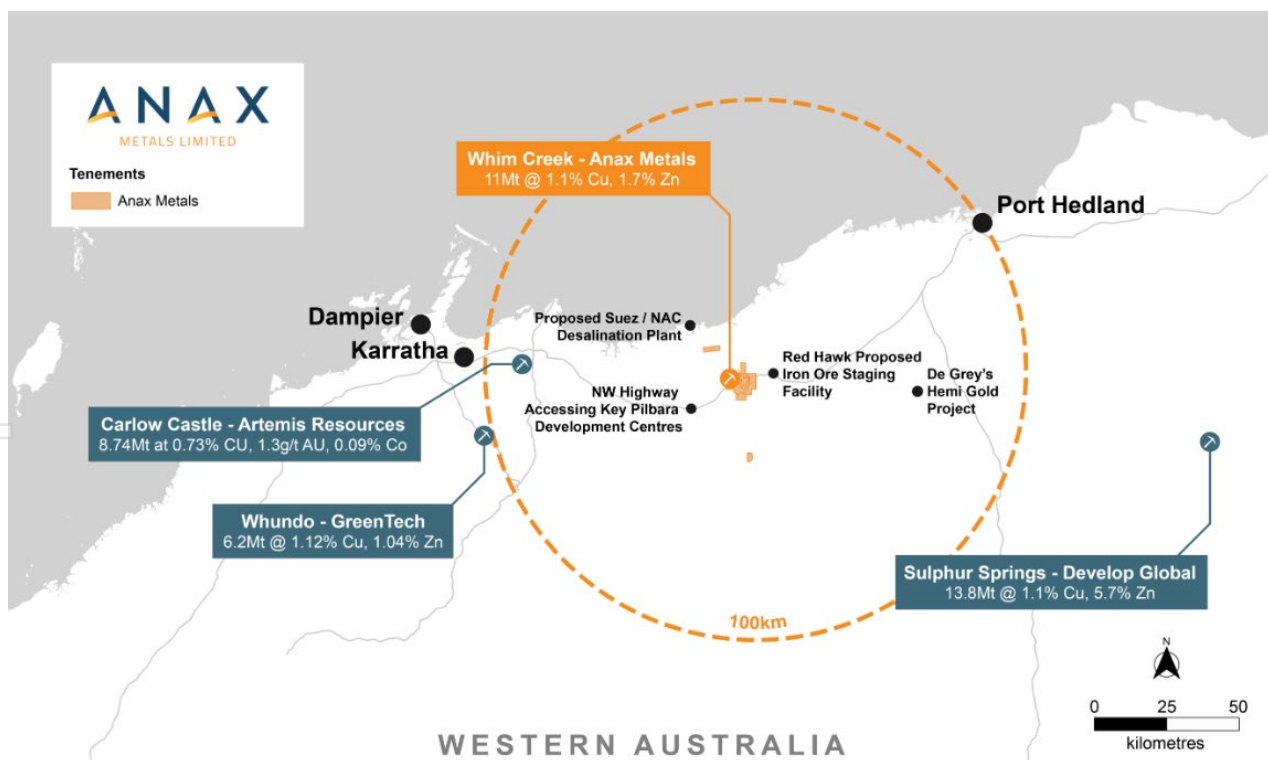 ANAX
METALS LIMITED
Tenements
Anax Metals
Whim Creek - Anax Metals
11Mt @ 1.1% Cu, 1.7% Zn
Port Hedland
Dampier
Karratha
Proposed Suez / NAC
Desalination Plant
Red Hawk Proposed
Iron Ore Staging
Facility
De Grey's
Hemi Gold
Project
NW Highway
Accessing Key Pilbara
Development Centres
Carlow Castle - Artemis Resources
8.74Mt at 0.73% CU, 1.3g/t AU, 0.09% Co
Whundo - GreenTech
6.2Mt @ 1.12% Cu, 1.04% Zn
Sulphur Springs - Develop Global
13.8Mt @ 1.1% Cu, 5.7% Zn
100km
N
0 25 50
kilometres
WESTERN AUSTRALIA